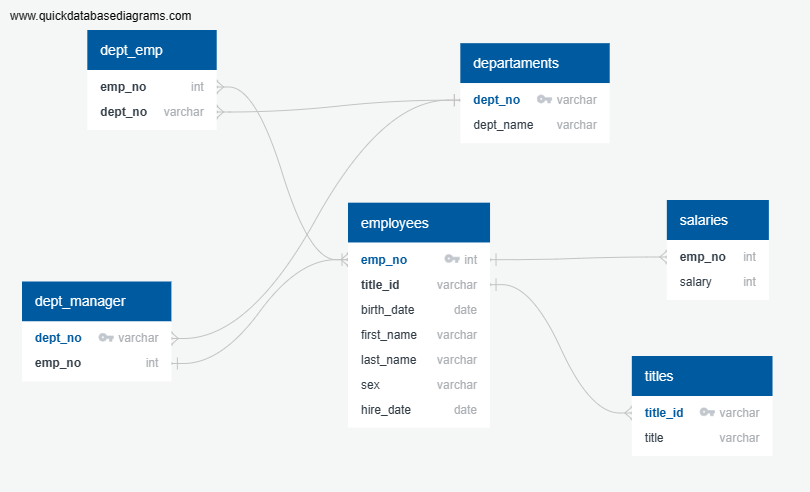 www.quickdatabasediagrams.com
dept_emp
emp_no int
dept_no varchar
departaments
dept_no varchar
dept_name varchar
employees
emp_no int
title_id varchar
birth_date date
first_name varchar
last_name varchar
sex varchar
hire_date date
salaries
emp_no int
salary int
dept_manager
dept_no varchar
emp_no int
titles
title_id varchar
title varchar